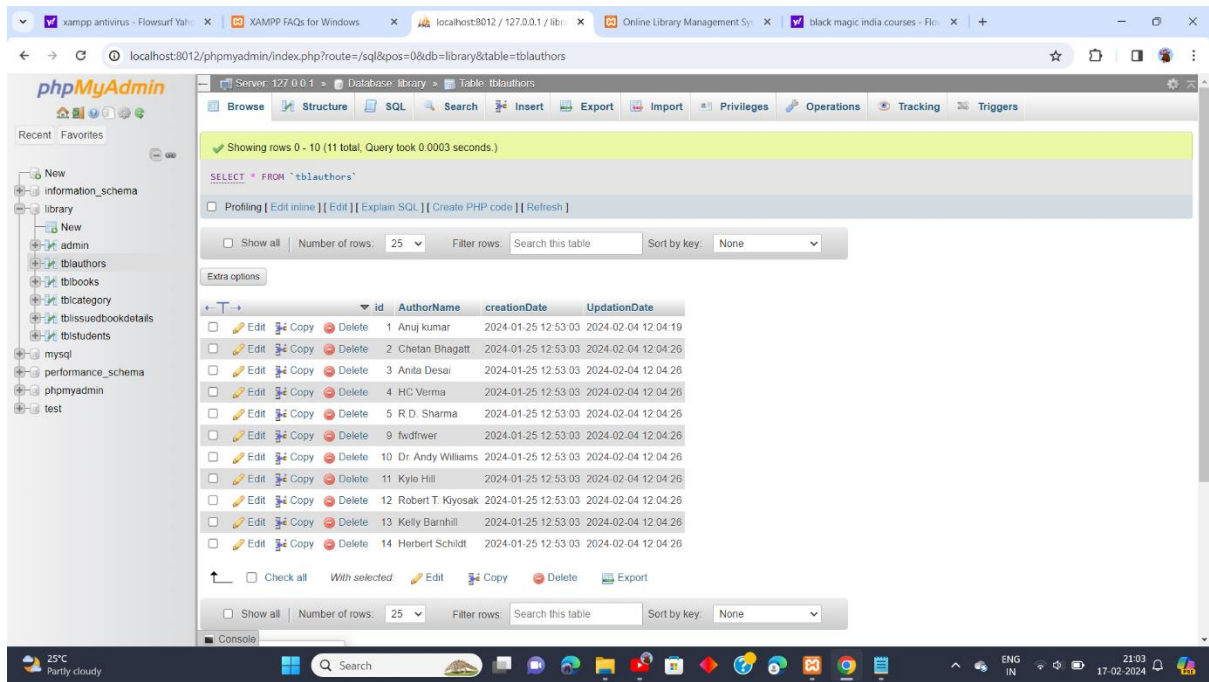 xampp antivirus - Flowsurf Yah
XAMPP FAQs for Windows
localhost:8012 / 127.0.0.1 / libr
Online Library Management Sy
black magic india courses - Flo
localhost:8012/phpmyadmin/index.php?route=/sql&pos=0&db=library&table=tblauthors
phpMyAdmin
Recent Favorites
New
information_schema
library
New
admin
tblauthors
tblbooks
tblcategory
tblissuedbookdetails
tblstudents
mysql
performance_schema
phpmyadmin
test
Server: 127.0.0.1 » Database: library » Table: tblauthors
Browse Structure SQL Search Insert Export Import Privileges Operations Tracking Triggers
Showing rows 0 - 10 (11 total, Query took 0.0003 seconds.)
SELECT * FROM `tblauthors`
Profiling [ Edit inline ] [ Edit ] [ Explain SQL ] [ Create PHP code ] [ Refresh ]
Show all Number of rows: 25 Filter rows: Search this table Sort by key: None
Extra options
id AuthorName creationDate UpdationDate
Edit Copy Delete 1 Anuj kumar 2024-01-25 12:53:03 2024-02-04 12:04:19
Edit Copy Delete 2 Chetan Bhagatt 2024-01-25 12:53:03 2024-02-04 12:04:26
Edit Copy Delete 3 Anita Desai 2024-01-25 12:53:03 2024-02-04 12:04:26
Edit Copy Delete 4 HC Verma 2024-01-25 12:53:03 2024-02-04 12:04:26
Edit Copy Delete 5 R.D. Sharma 2024-01-25 12:53:03 2024-02-04 12:04:26
Edit Copy Delete 9 fwdfrwer 2024-01-25 12:53:03 2024-02-04 12:04:26
Edit Copy Delete 10 Dr. Andy Williams 2024-01-25 12:53:03 2024-02-04 12:04:26
Edit Copy Delete 11 Kyle Hill 2024-01-25 12:53:03 2024-02-04 12:04:26
Edit Copy Delete 12 Robert T. Kiyosak 2024-01-25 12:53:03 2024-02-04 12:04:26
Edit Copy Delete 13 Kelly Barnhill 2024-01-25 12:53:03 2024-02-04 12:04:26
Edit Copy Delete 14 Herbert Schildt 2024-01-25 12:53:03 2024-02-04 12:04:26
Check all With selected: Edit Copy Delete Export
Show all Number of rows: 25 Filter rows: Search this table Sort by key: None
Console
25°C
Partly cloudy
Search
ENG
IN
21:03
17-02-2024